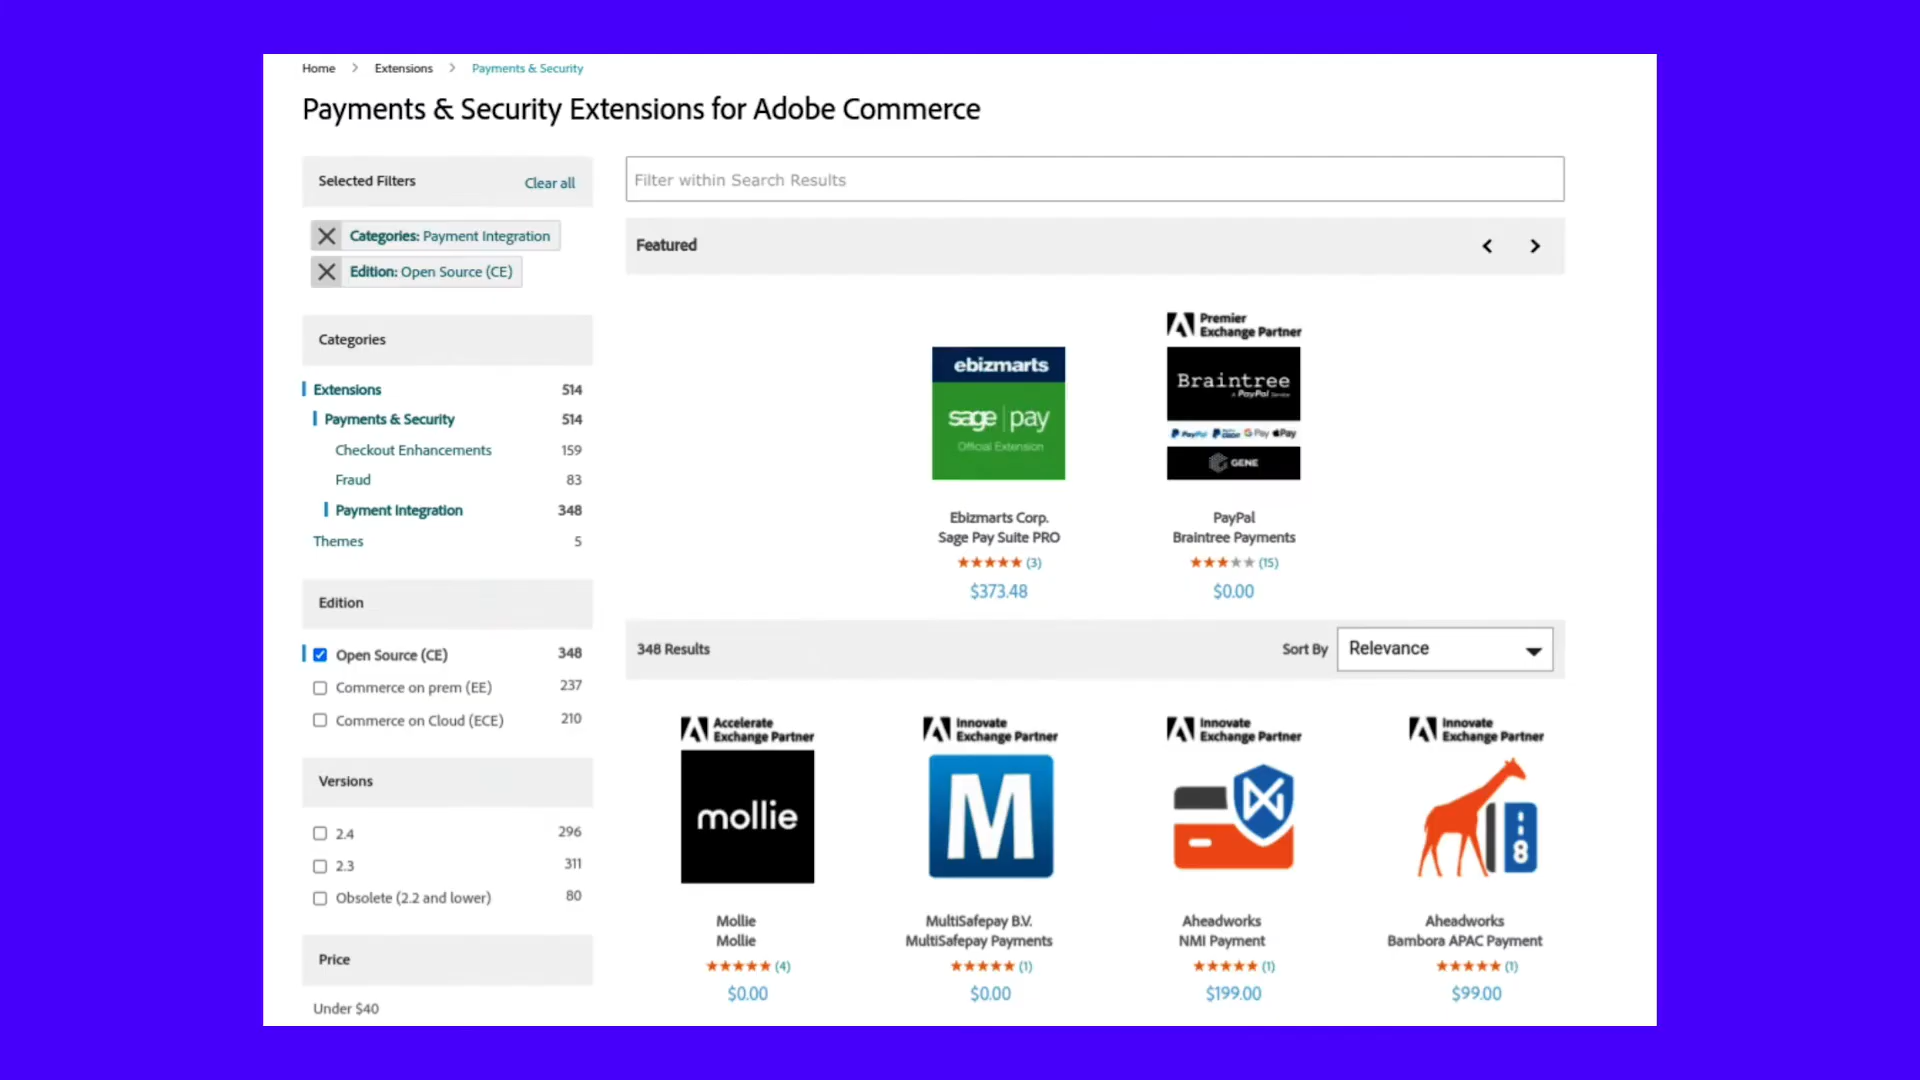 Home > Extensions > Payments & Security
Payments & Security Extensions for Adobe Commerce
Selected Filters
Clear all
Categories: Payment Integration
Edition: Open Source (CE)
Categories
Extensions 514
Payments & Security 514
Checkout Enhancements 159
Fraud 83
Payment Integration 348
Themes 5
Edition
Open Source (CE) 348
Commerce on prem (EE) 237
Commerce on Cloud (ECE) 210
Versions
2.4 296
2.3 311
Obsolete (2.2 and lower) 80
Price
Under $40
Filter within Search Results
Featured
ebizmarts
sage | pay
Official Extension
Ebizmarts Corp.
Sage Pay Suite PRO
(3)
$373.48
Premier
Exchange Partner
Braintree
A PayPal Service
PayPal G Pay Pay
GENE
PayPal
Braintree Payments
(15)
$0.00
348 Results
Sort By Relevance
Accelerate
Exchange Partner
mollie
Mollie
Mollie
(4)
$0.00
Innovate
Exchange Partner
M
MultiSafepay B.V.
MultiSafepay Payments
(1)
$0.00
Innovate
Exchange Partner
Aheadworks
NMI Payment
(1)
$199.00
Innovate
Exchange Partner
8
Aheadworks
Bambora APAC Payment
(1)
$99.00